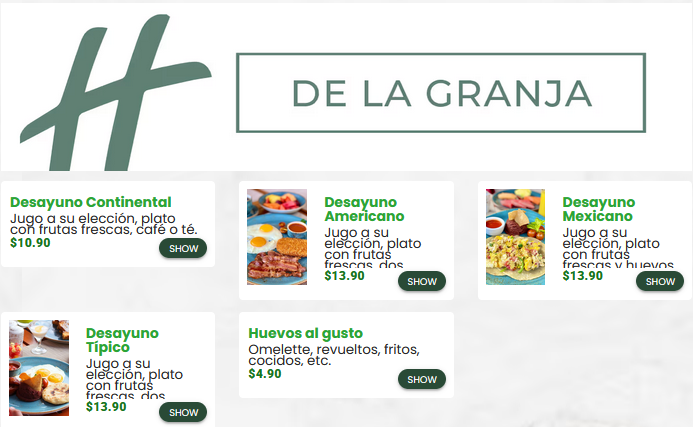 H
DE LA GRANJA
Desayuno Continental
Jugo a su elección, plato
con frutas frescas, café o té.
$10.90
SHOW
Desayuno
Americano
Jugo a su
elección, plato
con frutas
frescas, dos
$13.90
SHOW
Desayuno
Mexicano
Jugo a su
elección, plato
con frutas
frescas y huevos
$13.90
SHOW
Desayuno
Típico
Jugo a su
elección, plato
con frutas
frescas, dos
$13.90
SHOW
Huevos al gusto
Omelette, revueltos, fritos,
cocidos, etc.
$4.90
SHOW